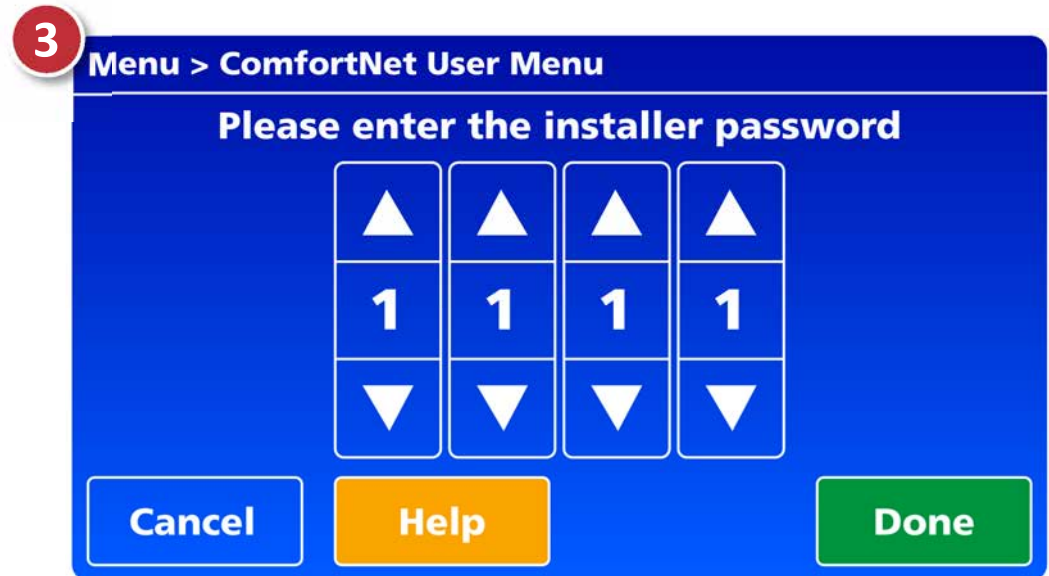 3
Menu > ComfortNet User Menu
Please enter the installer password
1 1 1 1
Cancel Help Done